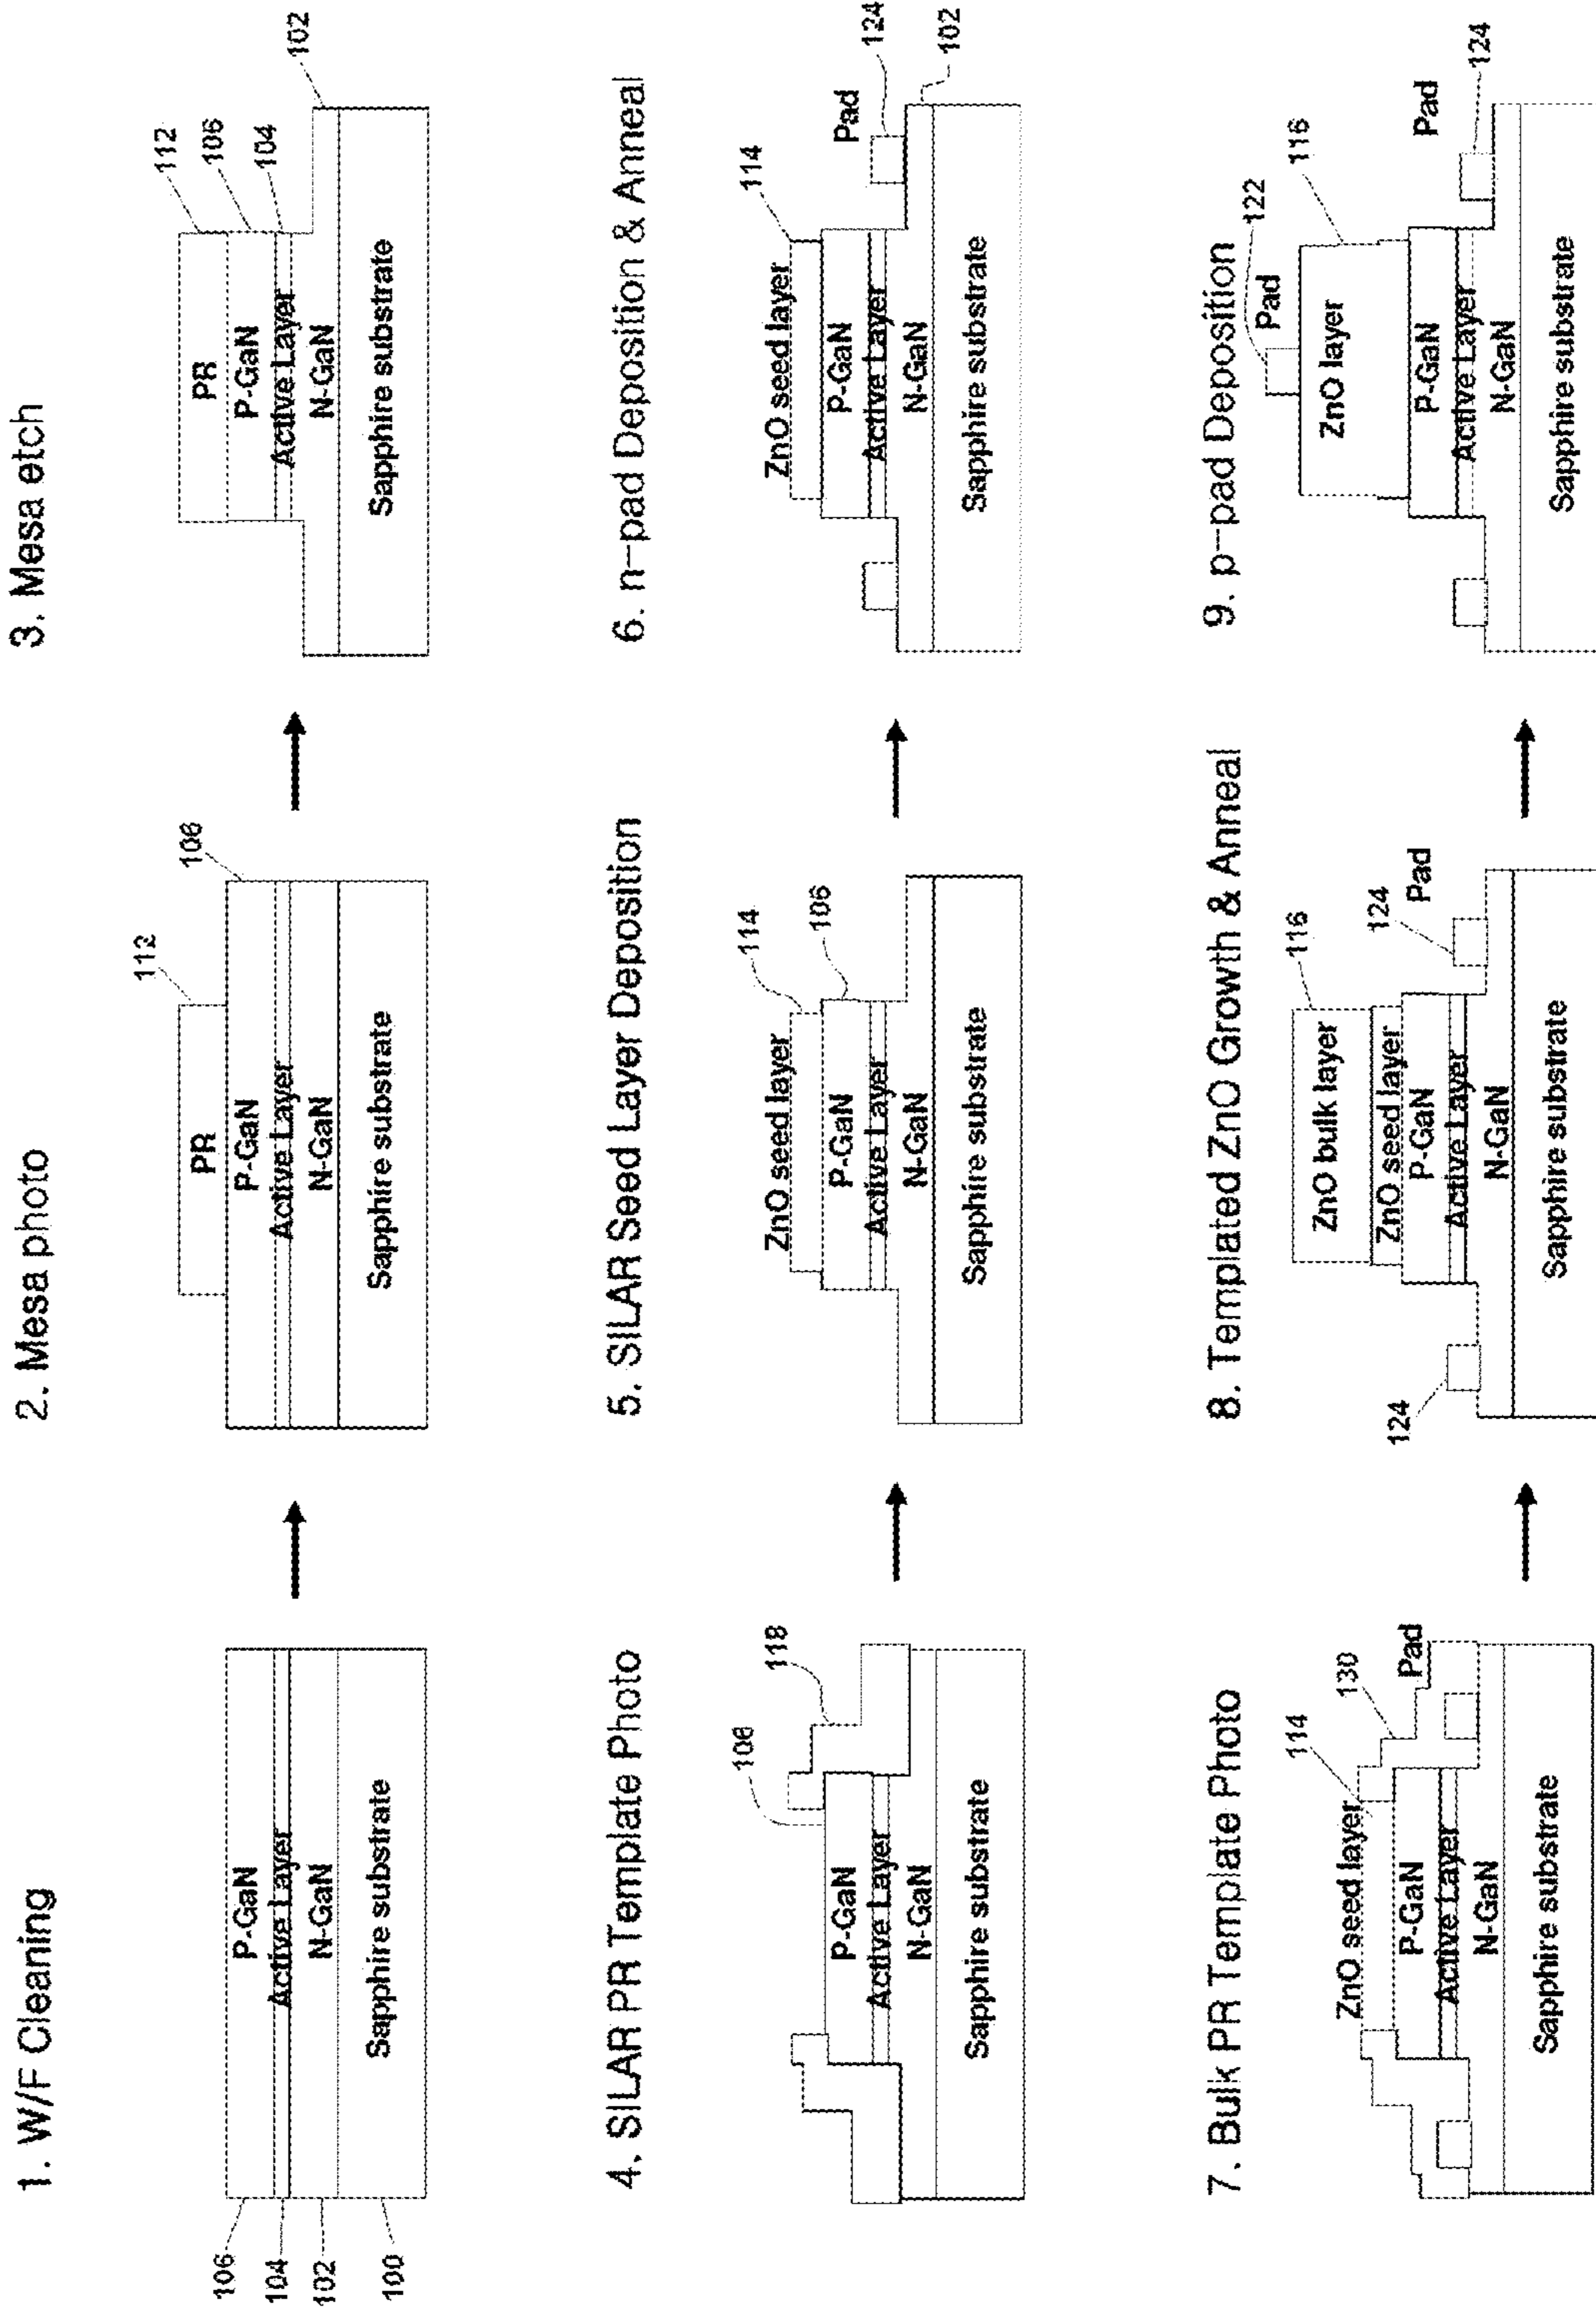 1. W/F Cleaning
106
104
102
100
P-GaN
Active Layer
N-GaN
Sapphire substrate
2. Mesa photo
112
106
PR
P-GaN
Active Layer
N-GaN
Sapphire substrate
3. Mesa etch
112
106
104
102
PR
P-GaN
Active Layer
N-GaN
Sapphire substrate
4. SILAR PR Template Photo
106
118
P-GaN
Active Layer
N-GaN
Sapphire substrate
5. SILAR Seed Layer Deposition
114
106
ZnO seed layer
P-GaN
Active Layer
N-GaN
Sapphire substrate
6. n-pad Deposition & Anneal
114
Pad
124
102
ZnO seed layer
P-GaN
Active Layer
N-GaN
Sapphire substrate
7. Bulk PR Template Photo
114
130
Pad
ZnO seed layer
P-GaN
Active Layer
N-GaN
Sapphire substrate
8. Templated ZnO Growth & Anneal
116
124
Pad
124
ZnO bulk layer
ZnO seed layer
P-GaN
Active Layer
N-GaN
Sapphire substrate
9. p-pad Deposition
122
Pad
116
Pad
124
ZnO layer
P-GaN
Active Layer
N-GaN
Sapphire substrate